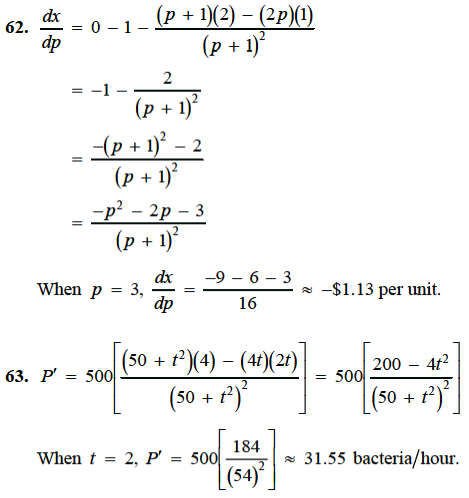 62. dx/dp = 0 − 1 − ((p + 1)(2) − (2p)(1))/(p + 1)²
= −1 − 2/(p + 1)²
= (−(p + 1)² − 2)/(p + 1)²
= (−p² − 2p − 3)/(p + 1)²
When p = 3, dx/dp = (−9 − 6 − 3)/16 ≈ −$1.13 per unit.
63. P′ = 500[((50 + t²)(4) − (4t)(2t))/(50 + t²)²] = 500[(200 − 4t²)/(50 + t²)²]
When t = 2, P′ = 500[184/(54)²] ≈ 31.55 bacteria/hour.